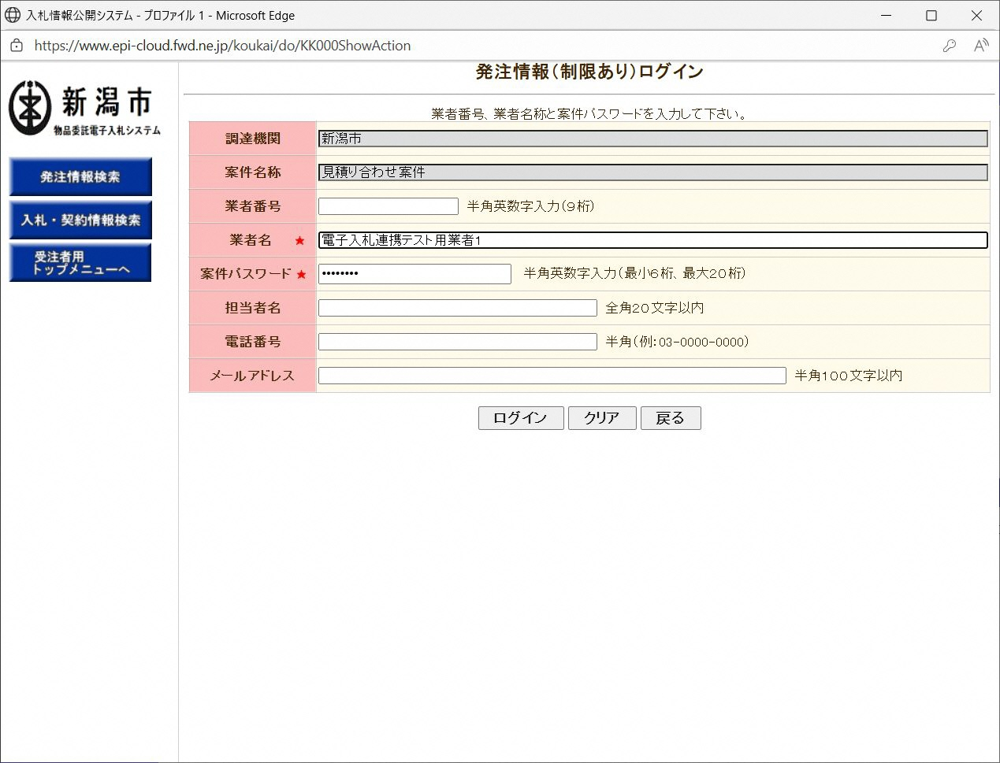 入札情報公開システム - プロファイル 1 - Microsoft Edge
https://www.epi-cloud.fwd.ne.jp/koukai/do/KK000ShowAction
新潟市
物品委託電子入札システム
発注情報検索
入札・契約情報検索
受注者用
トップメニューへ
発注情報（制限あり）ログイン
業者番号、業者名称と案件パスワードを入力して下さい。
調達機関 新潟市
案件名称 見積り合わせ案件
業者番号 半角英数字入力（９桁）
業者名 ★ 電子入札連携テスト用業者1
案件パスワード ★ •••••••• 半角英数字入力（最小６桁、最大２０桁）
担当者名 全角２０文字以内
電話番号 半角（例：03-0000-0000）
メールアドレス 半角１００文字以内
ログイン クリア 戻る